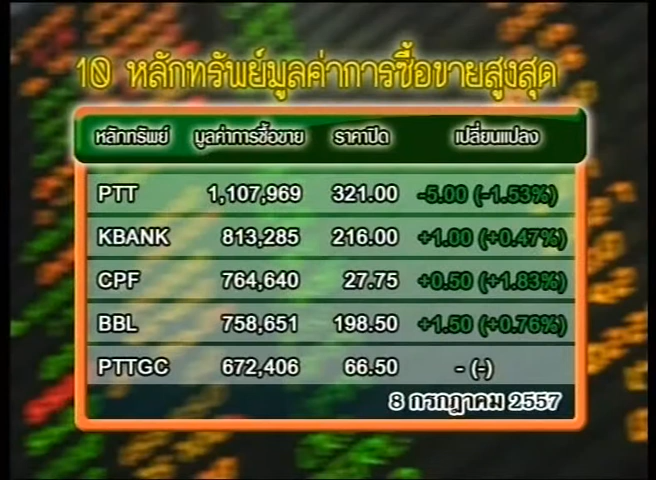 10 หลักทรัพย์มูลค่าการซื้อขายสูงสุด
หลักทรัพย์ มูลค่าการซื้อขาย ราคาปิด เปลี่ยนแปลง
PTT 1,107,969 321.00 -5.00 (-1.53%)
KBANK 813,285 216.00 +1.00 (+0.47%)
CPF 764,640 27.75 +0.50 (+1.83%)
BBL 758,651 198.50 +1.50 (+0.76%)
PTTGC 672,406 66.50 - (-)
8 กรกฎาคม 2557